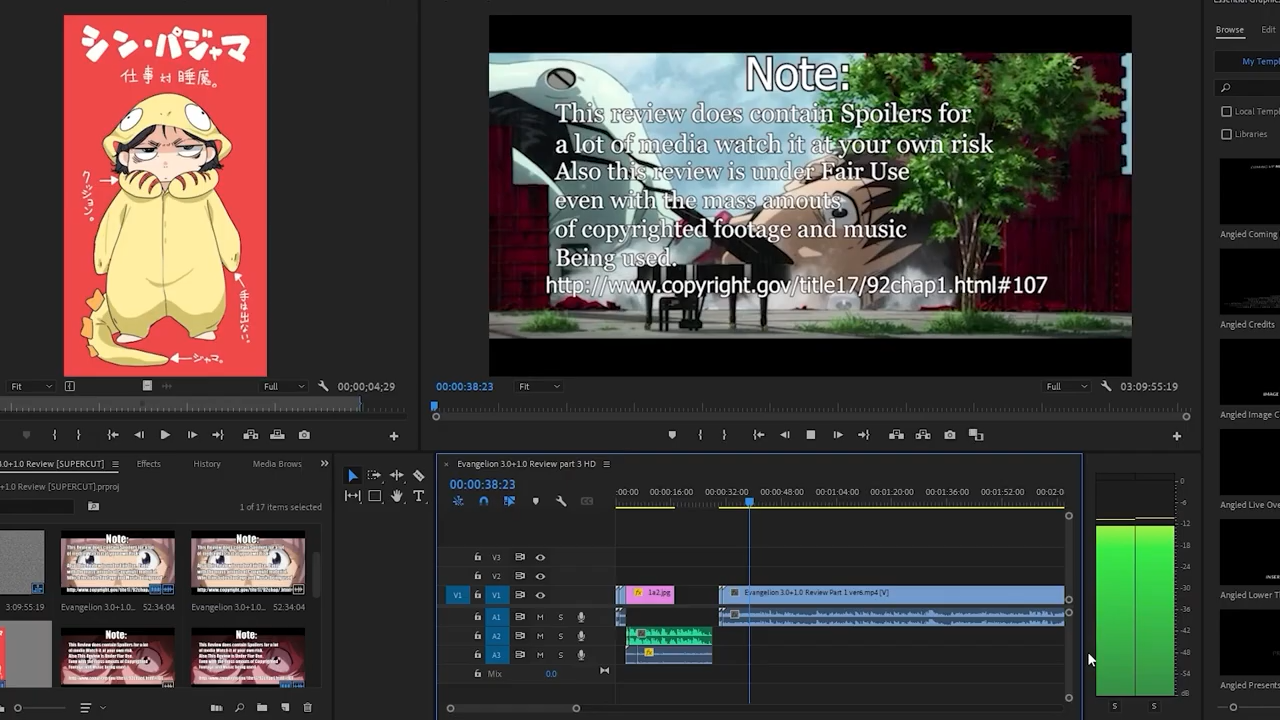 シン・パジャマ
仕事 対 睡魔。
クッション。
手は出ない。
ジャマ。
Note:
This review does contain Spoilers for
a lot of media watch it at your own risk
Also this review is under Fair Use
even with the mass amouts
of copyrighted footage and music
Being used.
http://www.copyright.gov/title17/92chap1.html#107
Browse
Edit
Local Templ
Libraries
Angled Coming
Angled Credits
Angled Image C
Angled Live Ove
Angled Lower T
Angled Presents
Fit
Full
00;00;04;29
00:00:38:23
Fit
Full
03:09:55:19
3.0+1.0 Review [SUPERCUT]
Effects
History
Media Brows
+1.0 Review [SUPERCUT].prproj
1 of 17 items selected
3:09:55:19
Evangelion 3.0+1.0...
52:34:04
Evangelion 3.0+1.0 Revi...
52:34:04
Evangelion 3.0+1.0 Review part 3 HD
00:00:38:23
:00:00
00:00:16:00
00:00:32:00
00:00:48:00
00:01:04:00
00:01:20:00
00:01:36:00
00:01:52:00
00:02:0
V3
V2
V1
V1
A1
M
S
A2
M
S
A3
M
S
Mix
0.0
1a2.jpg
Evangelion 3.0+1.0 Review Part 1 ver6.mp4 [V]
0
-6
-12
-18
-24
-30
-36
-42
-48
-54
dB
S
S